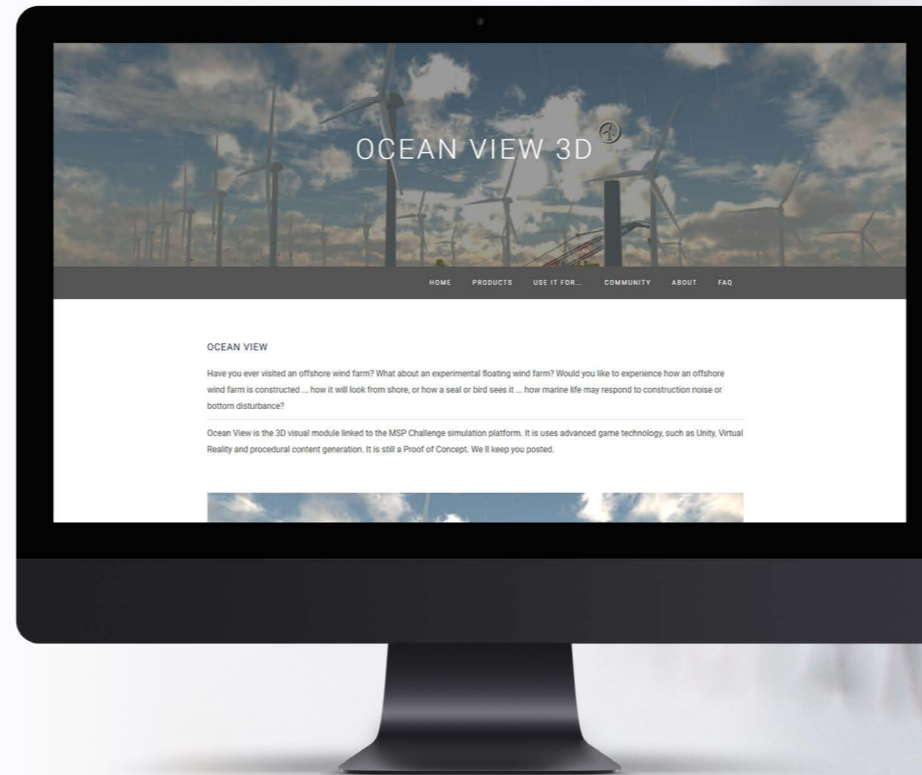 OCEAN VIEW 3D
HOME PRODUCTS USE IT FOR... COMMUNITY ABOUT FAQ
OCEAN VIEW
Have you ever visited an offshore wind farm? What about an experimental floating wind farm? Would you like to experience how an offshore
wind farm is constructed ... how it will look from shore, or how a seal or bird sees it ... how marine life may respond to construction noise or
bottom disturbance?
Ocean View is the 3D visual module linked to the MSP Challenge simulation platform. It is uses advanced game technology, such as Unity, Virtual
Reality and procedural content generation. It is still a Proof of Concept. We ll keep you posted.